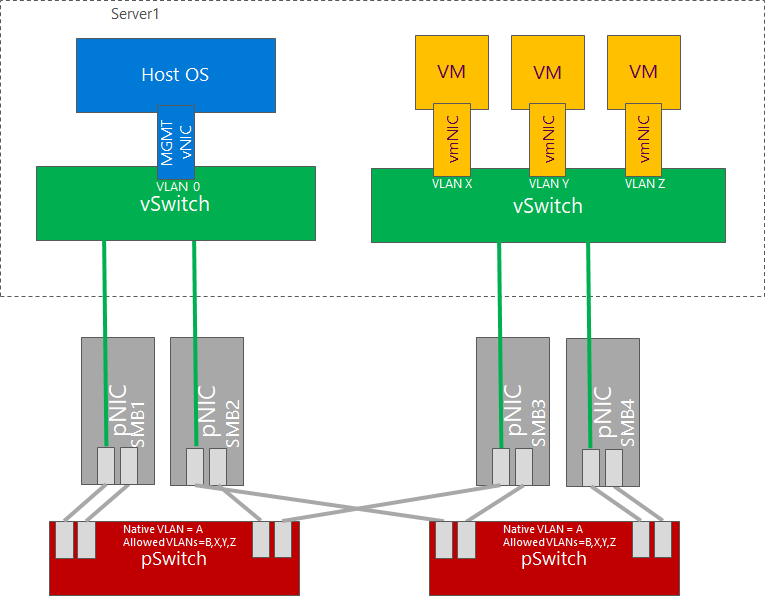 Server1
Host OS
VM
VM
VM
MGMT
vNIC
vmNIC
vmNIC
vmNIC
VLAN 0
vSwitch
VLAN X
VLAN Y
VLAN Z
vSwitch
pNIC
SMB1
pNIC
SMB2
pNIC
SMB3
pNIC
SMB4
Native VLAN = A
Allowed VLANs=B,X,Y,Z
pSwitch
Native VLAN = A
Allowed VLANs=B,X,Y,Z
pSwitch